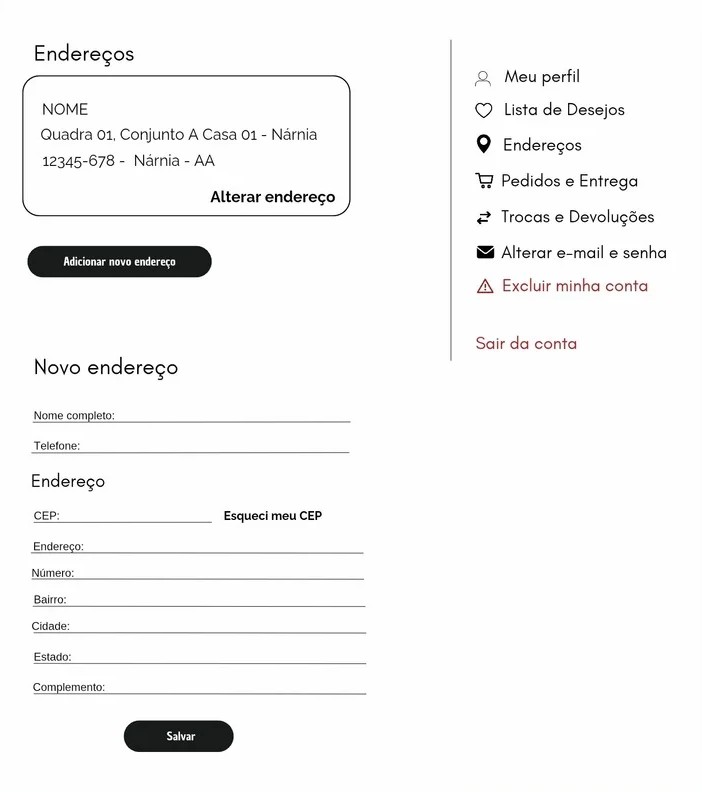 Endereços
NOME
Quadra 01, Conjunto A Casa 01 - Nárnia
12345-678 - Nárnia - AA
Alterar endereço
Adicionar novo endereço
Meu perfil
Lista de Desejos
Endereços
Pedidos e Entrega
Trocas e Devoluções
Alterar e-mail e senha
Excluir minha conta
Sair da conta
Novo endereço
Nome completo:
Telefone:
Endereço
CEP:
Esqueci meu CEP
Endereço:
Número:
Bairro:
Cidade:
Estado:
Complemento:
Salvar